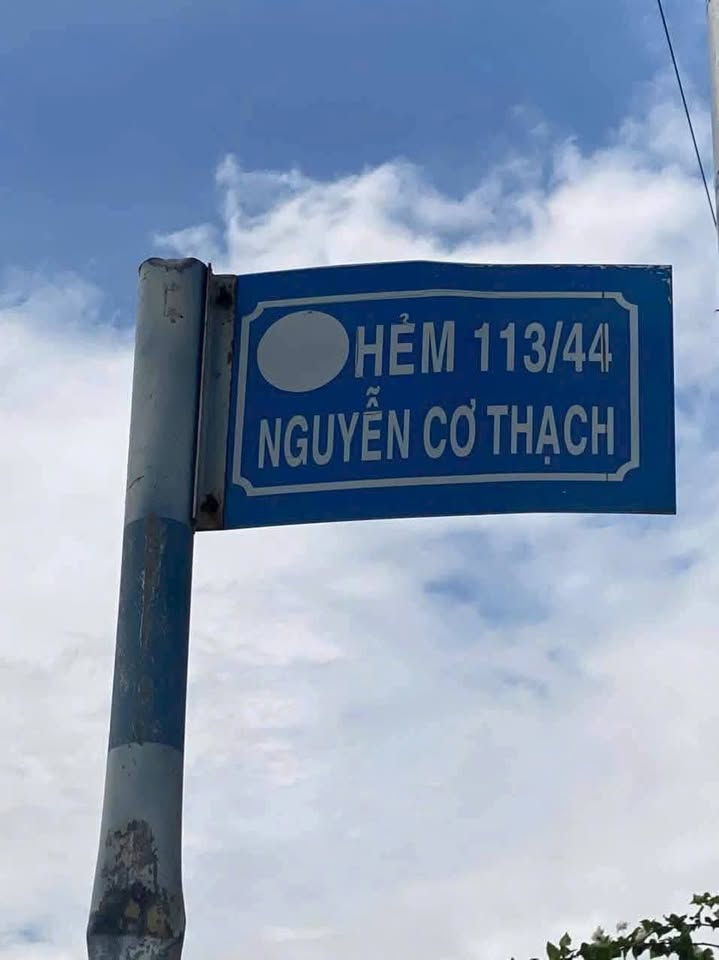 HẺM 113/44
NGUYỄN CƠ THẠCH